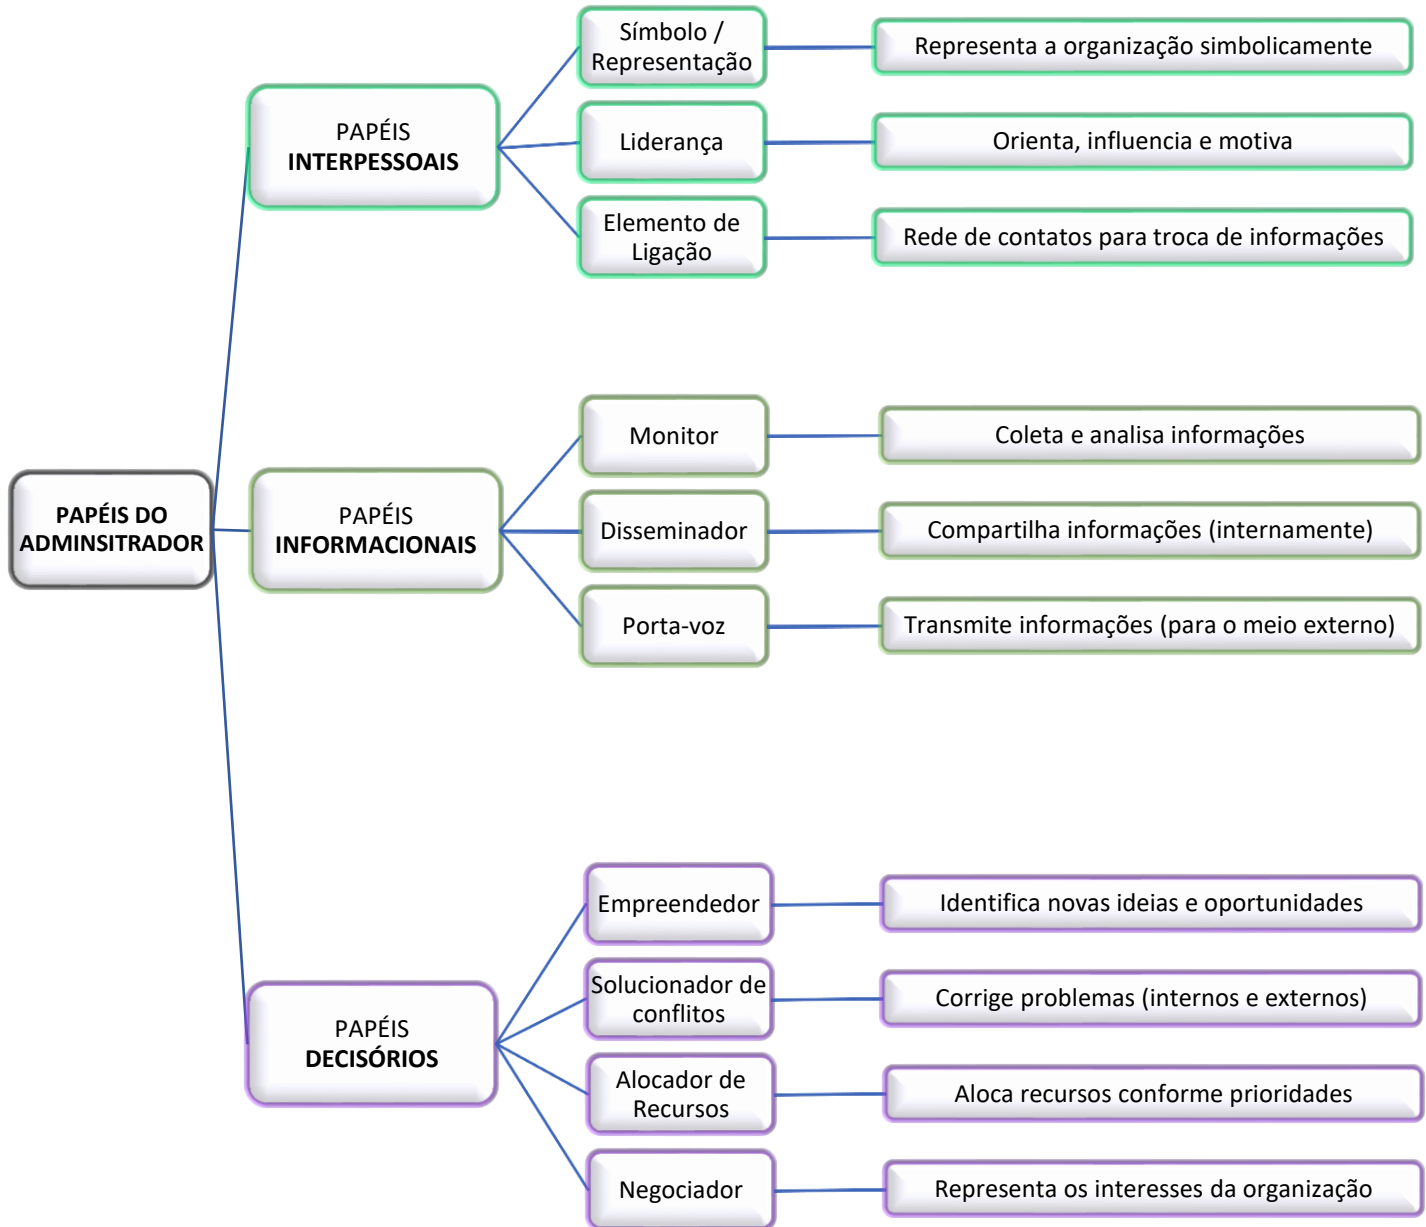 PAPÉIS DO
ADMINSITRADOR
PAPÉIS
INTERPESSOAIS
Símbolo /
Representação
Representa a organização simbolicamente
Liderança
Orienta, influencia e motiva
Elemento de
Ligação
Rede de contatos para troca de informações
PAPÉIS
INFORMACIONAIS
Monitor
Coleta e analisa informações
Disseminador
Compartilha informações (internamente)
Porta-voz
Transmite informações (para o meio externo)
PAPÉIS
DECISÓRIOS
Empreendedor
Identifica novas ideias e oportunidades
Solucionador de
conflitos
Corrige problemas (internos e externos)
Alocador de
Recursos
Aloca recursos conforme prioridades
Negociador
Representa os interesses da organização